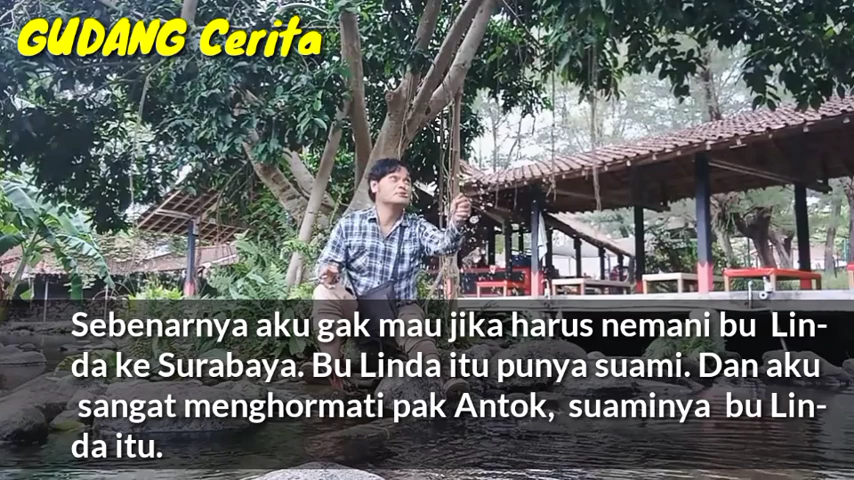 GUDANG Cerita
Sebenarnya aku gak mau jika harus nemani bu Lin-
da ke Surabaya. Bu Linda itu punya suami. Dan aku
sangat menghormati pak Antok, suaminya bu Lin-
da itu.